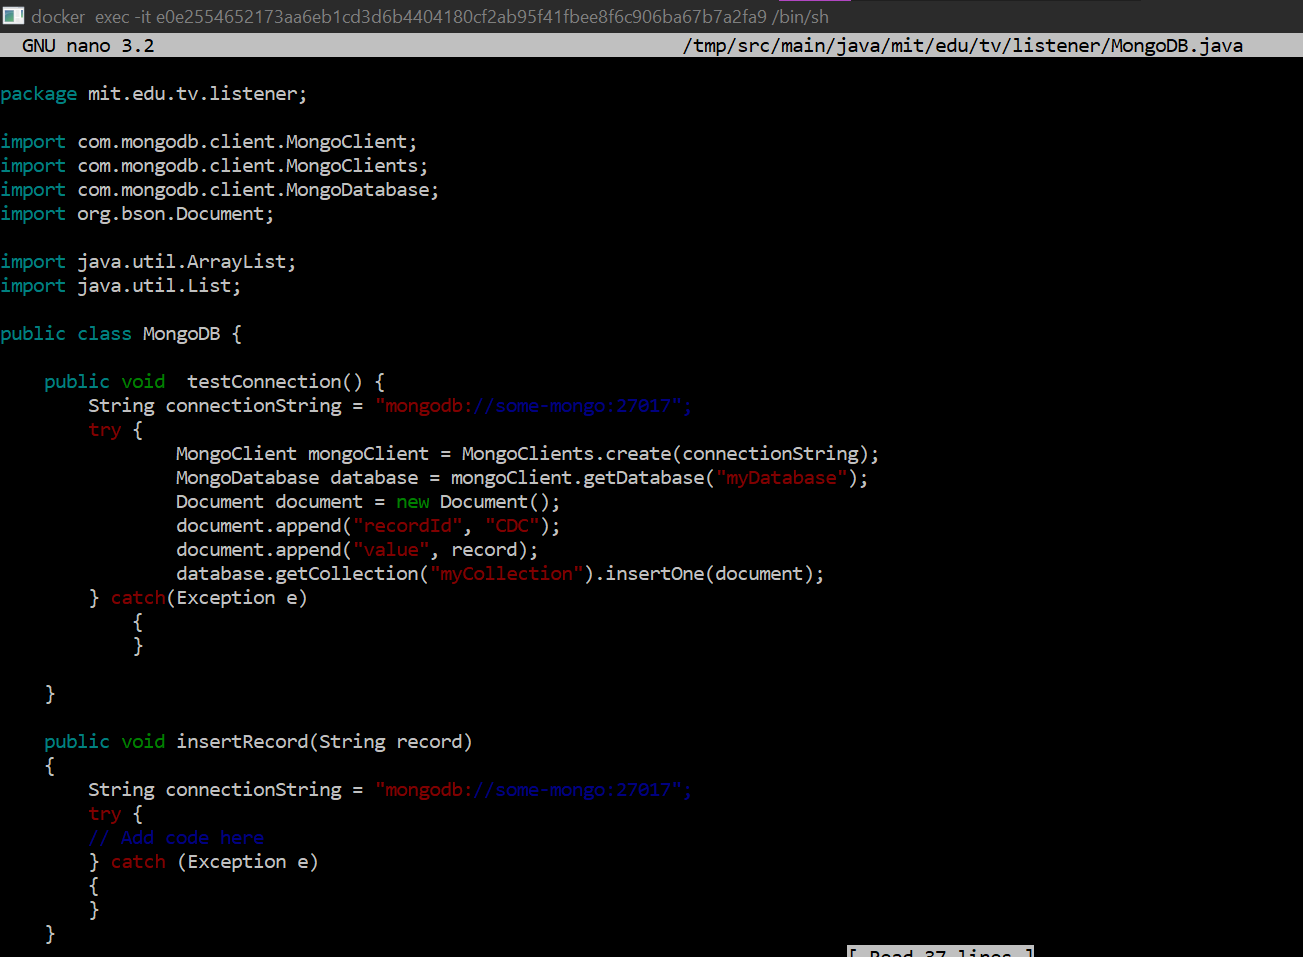 docker  exec -it e0e2554652173aa6eb1cd3d6b4404180cf2ab95f41fbee8f6c906ba67b7a2fa9 /bin/sh
GNU nano 3.2 /tmp/src/main/java/mit/edu/tv/listener/MongoDB.java
package mit.edu.tv.listener;
import com.mongodb.client.MongoClient;
import com.mongodb.client.MongoClients;
import com.mongodb.client.MongoDatabase;
import org.bson.Document;
import java.util.ArrayList;
import java.util.List;
public class MongoDB {
public void  testConnection() {
String connectionString = "mongodb://some-mongo:27017";
try {
MongoClient mongoClient = MongoClients.create(connectionString);
MongoDatabase database = mongoClient.getDatabase("myDatabase");
Document document = new Document();
document.append("recordId", "CDC");
document.append("value", record);
database.getCollection("myCollection").insertOne(document);
} catch(Exception e)
{
}
}
public void insertRecord(String record)
{
String connectionString = "mongodb://some-mongo:27017";
try {
// Add code here
} catch (Exception e)
{
}
}
[ Read 37 lines ]